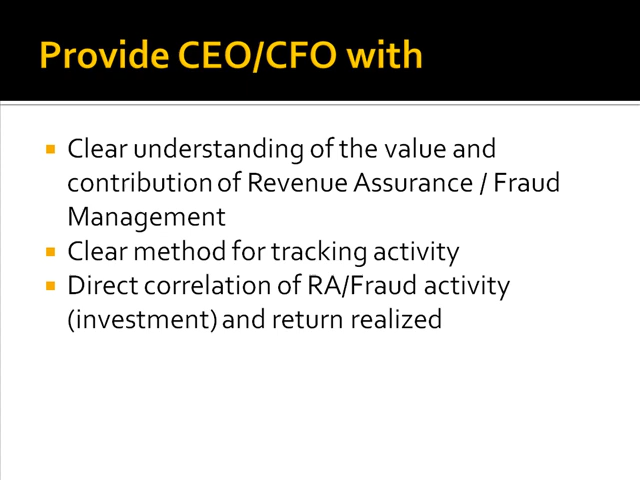 Provide CEO/CFO with
Clear understanding of the value and
contribution of Revenue Assurance / Fraud
Management
Clear method for tracking activity
Direct correlation of RA/Fraud activity
(investment) and return realized